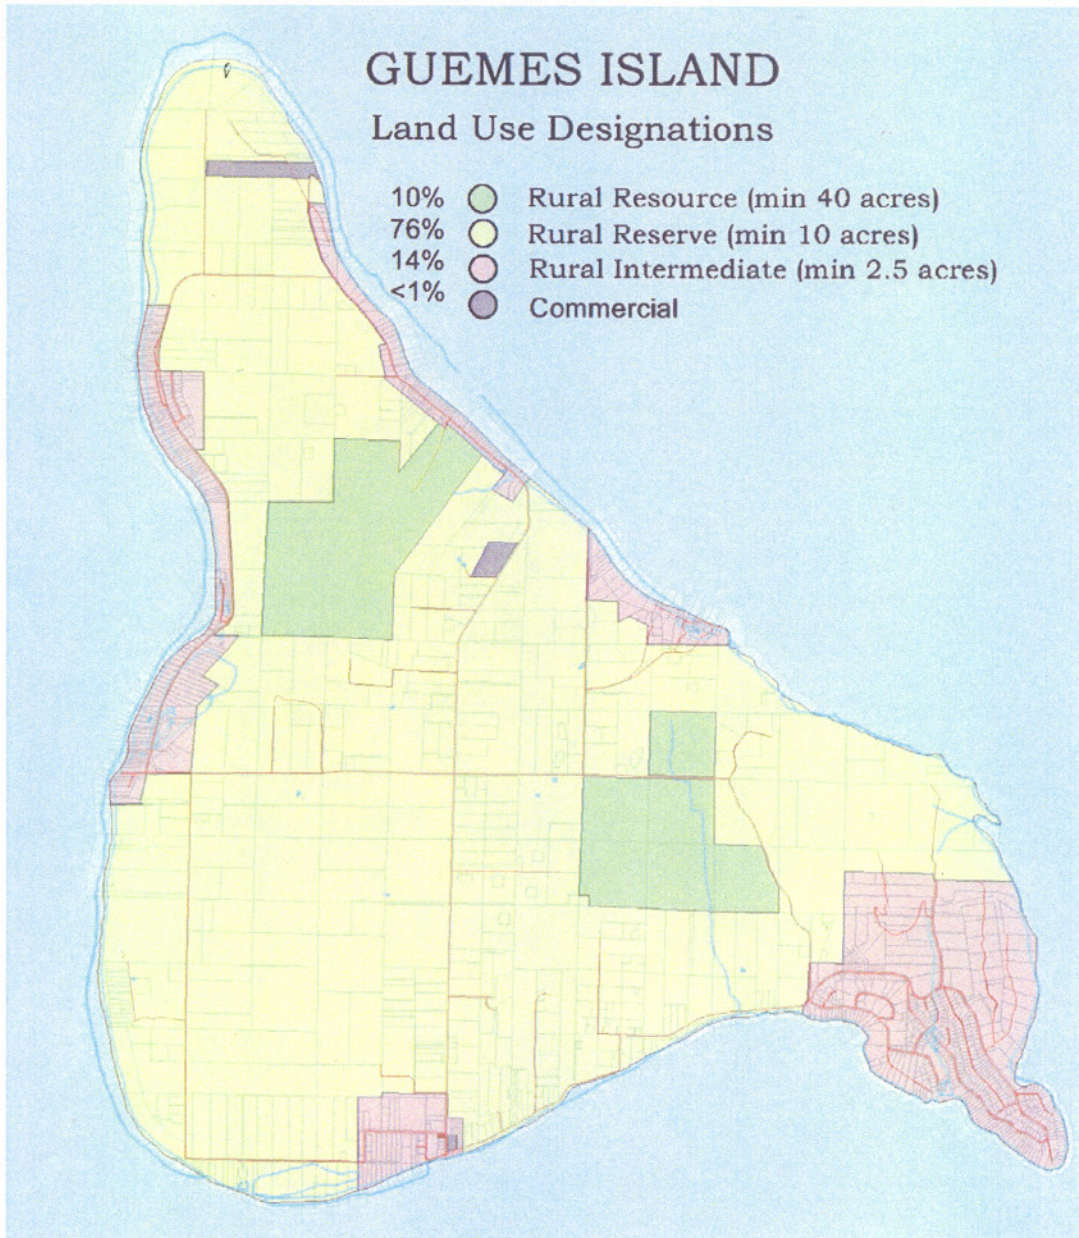 GUEMES ISLAND
Land Use Designations
10% Rural Resource (min 40 acres)
76% Rural Reserve (min 10 acres)
14% Rural Intermediate (min 2.5 acres)
<1% Commercial